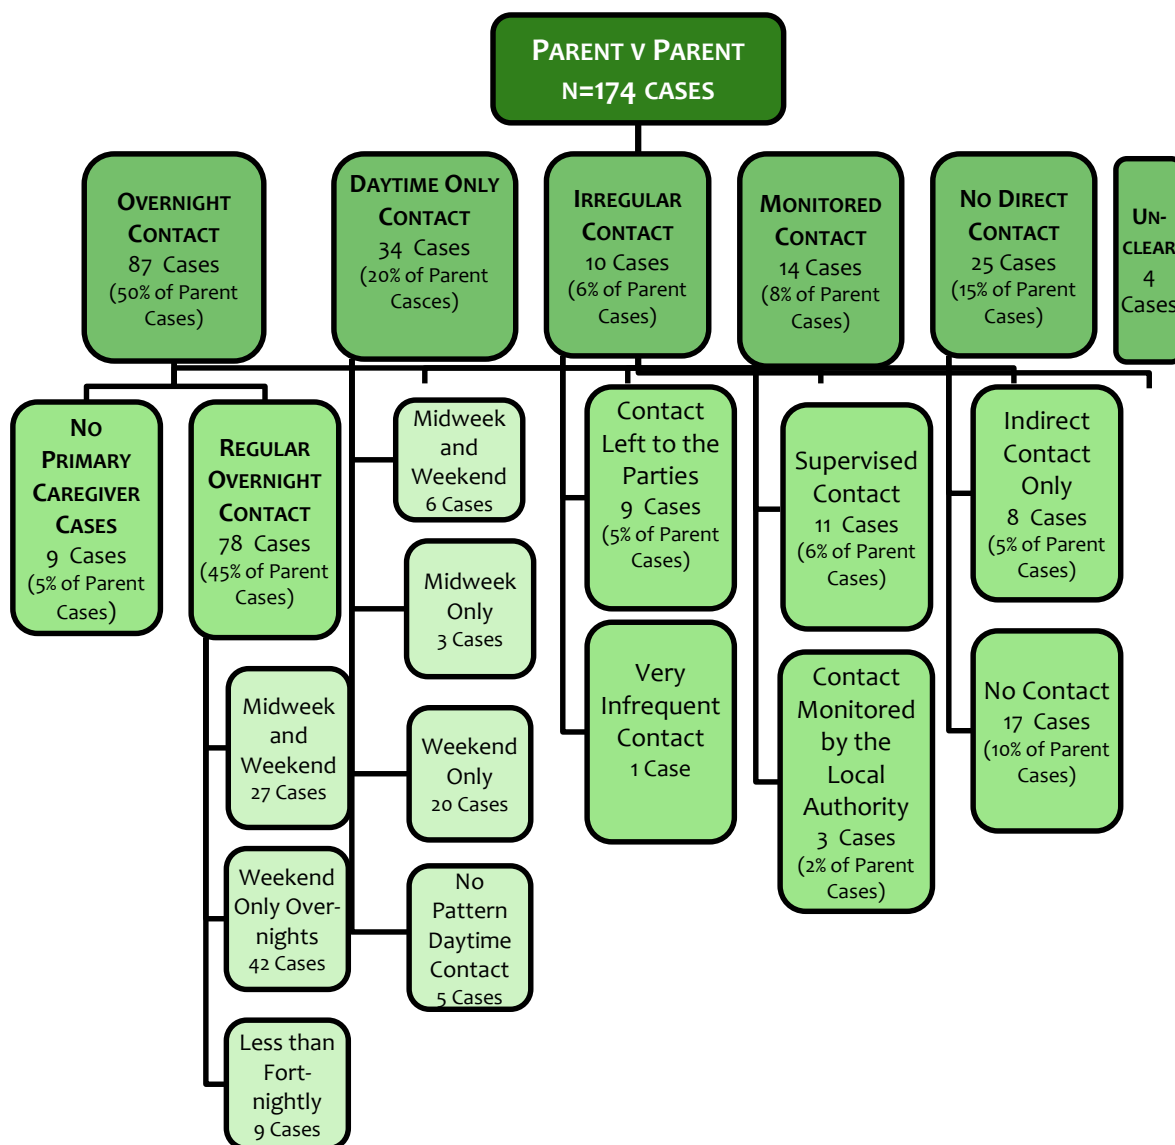 PARENT V PARENT
N=174 CASES
OVERNIGHT
CONTACT
87 Cases
(50% of Parent
Cases)
DAYTIME ONLY
CONTACT
34 Cases
(20% of Parent
Casces)
IRREGULAR
CONTACT
10 Cases
(6% of Parent
Cases)
MONITORED
CONTACT
14 Cases
(8% of Parent
Cases)
NO DIRECT
CONTACT
25 Cases
(15% of Parent
Cases)
UN-
CLEAR
4
Cases
NO
PRIMARY
CAREGIVER
CASES
9 Cases
(5% of Parent
Cases)
REGULAR
OVERNIGHT
CONTACT
78 Cases
(45% of Parent
Cases)
Midweek
and
Weekend
27 Cases
Weekend
Only Over-
nights
42 Cases
Less than
Fort-
nightly
9 Cases
Midweek
and
Weekend
6 Cases
Midweek
Only
3 Cases
Weekend
Only
20 Cases
No
Pattern
Daytime
Contact
5 Cases
Contact
Left to the
Parties
9 Cases
(5% of Parent
Cases)
Very
Infrequent
Contact
1 Case
Supervised
Contact
11 Cases
(6% of Parent
Cases)
Contact
Monitored
by the
Local
Authority
3 Cases
(2% of Parent
Cases)
Indirect
Contact
Only
8 Cases
(5% of Parent
Cases)
No Contact
17 Cases
(10% of Parent
Cases)